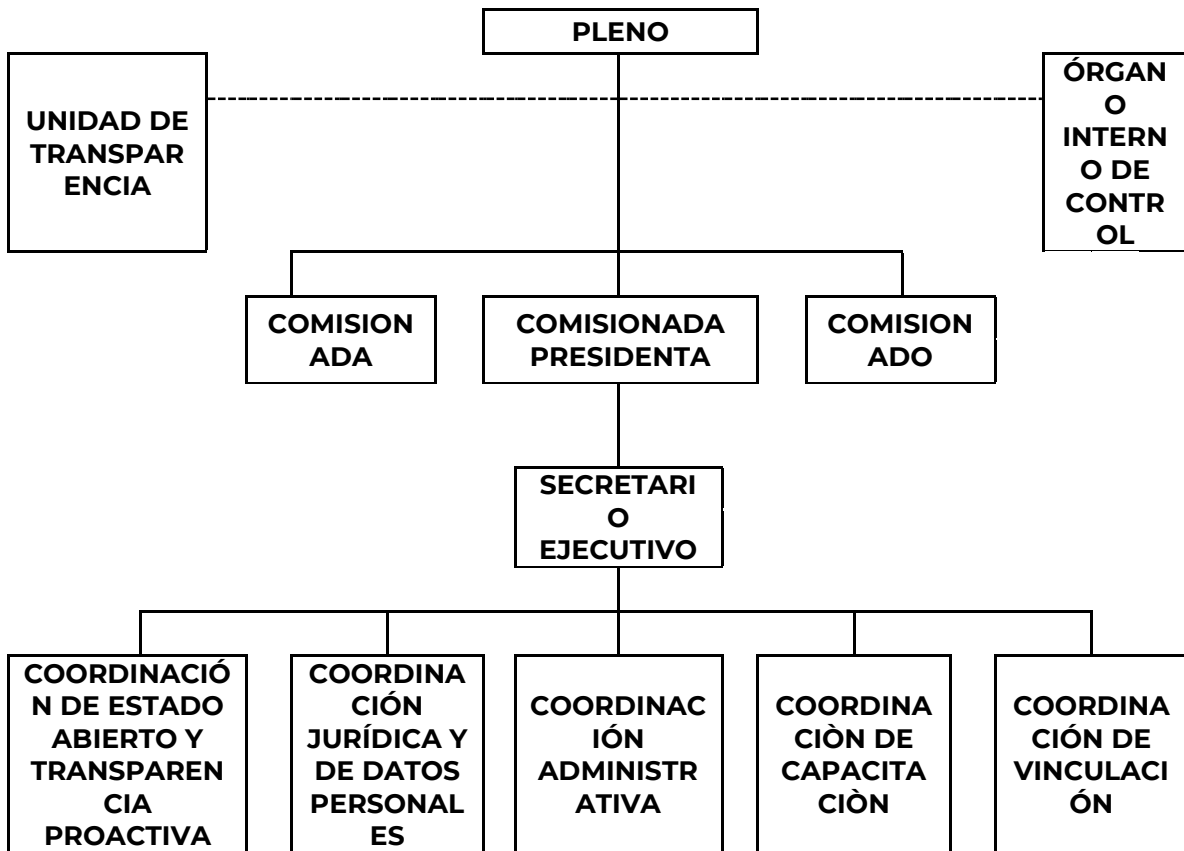 PLENO
UNIDAD DE
TRANSPAR
ENCIA
ÓRGAN
O
INTERN
O DE
CONTR
OL
COMISION
ADA
COMISIONADA
PRESIDENTA
COMISION
ADO
SECRETARI
O
EJECUTIVO
COORDINACIÓ
N DE ESTADO
ABIERTO Y
TRANSPAREN
CIA
PROACTIVA
COORDINA
CIÓN
JURÍDICA Y
DE DATOS
PERSONAL
ES
COORDINAC
IÓN
ADMINISTR
ATIVA
COORDINA
CIÒN DE
CAPACITA
CIÒN
COORDINA
CIÓN DE
VINCULACI
ÓN